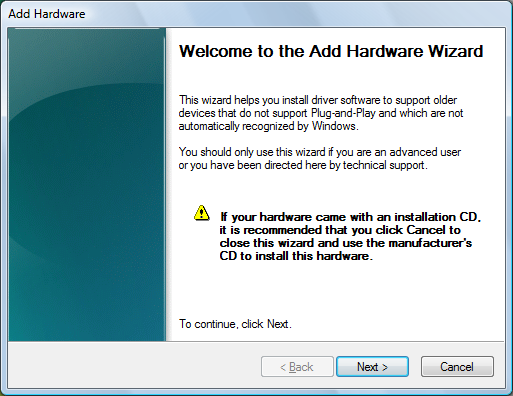 Add Hardware
Welcome to the Add Hardware Wizard
This wizard helps you install driver software to support older
devices that do not support Plug-and-Play and which are not
automatically recognized by Windows.
You should only use this wizard if you are an advanced user
or you have been directed here by technical support.
If your hardware came with an installation CD,
it is recommended that you click Cancel to
close this wizard and use the manufacturer's
CD to install this hardware.
To continue, click Next.
< Back Next > Cancel